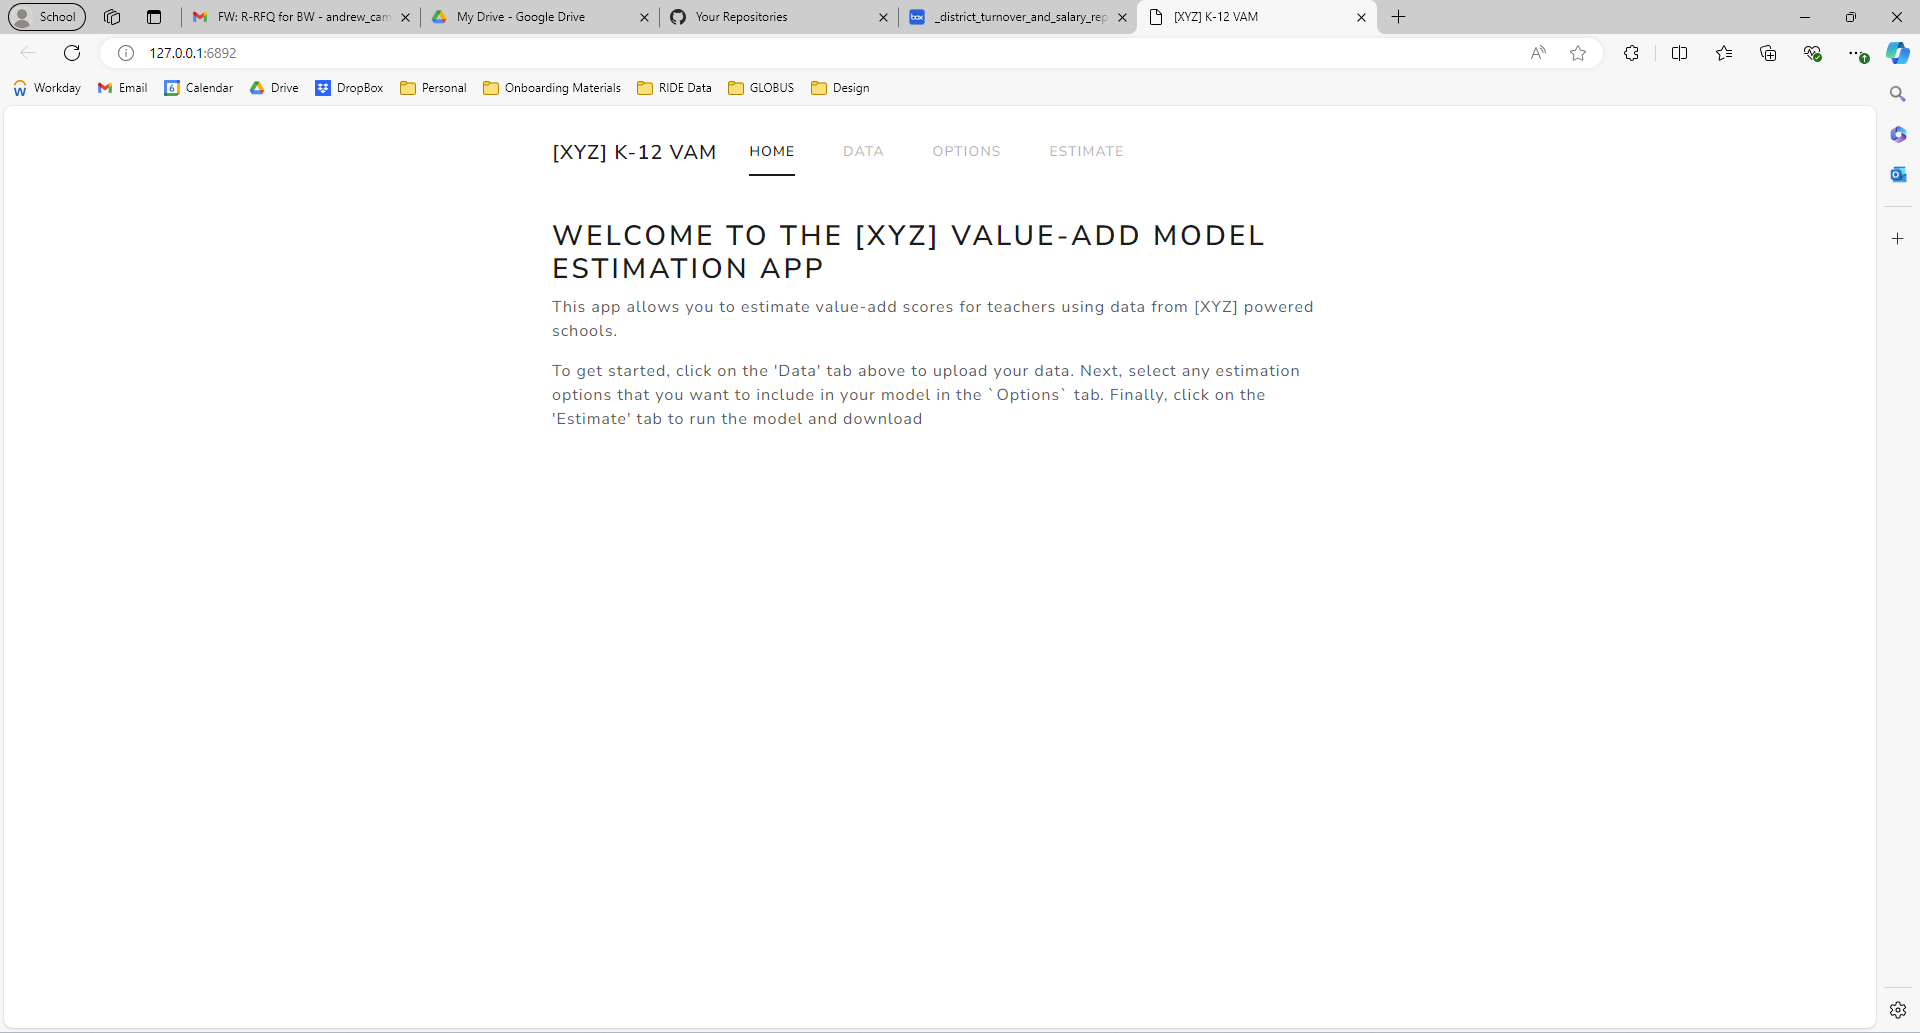 School
FW: R-RFQ for BW - andrew_cam
My Drive - Google Drive
Your Repositories
_district_turnover_and_salary_rep
[XYZ] K-12 VAM
127.0.0.1:6892
Workday
Email
Calendar
Drive
DropBox
Personal
Onboarding Materials
RIDE Data
GLOBUS
Design
[XYZ] K-12 VAM
HOME
DATA
OPTIONS
ESTIMATE
WELCOME TO THE [XYZ] VALUE-ADD MODEL
ESTIMATION APP
This app allows you to estimate value-add scores for teachers using data from [XYZ] powered
schools.
To get started, click on the 'Data' tab above to upload your data. Next, select any estimation
options that you want to include in your model in the `Options` tab. Finally, click on the
'Estimate' tab to run the model and download